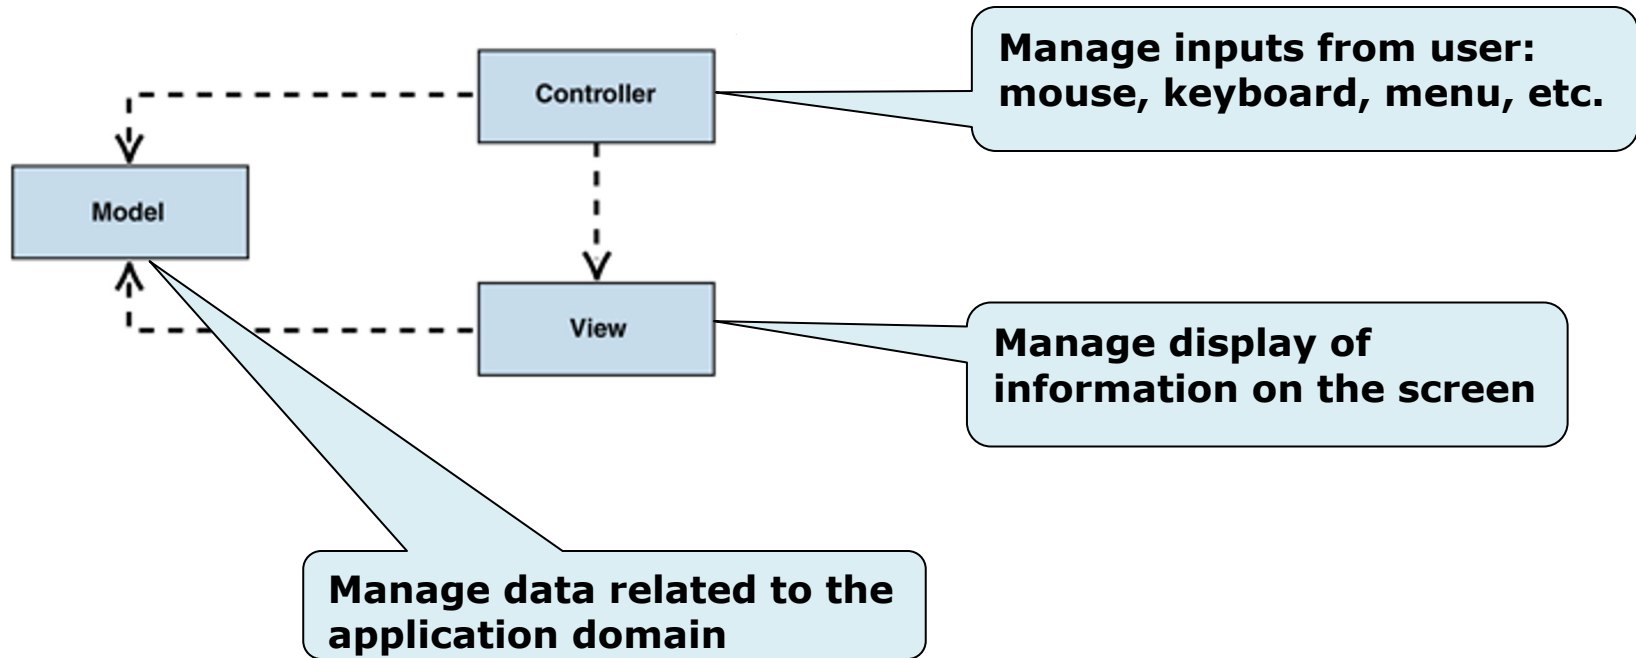 Manage inputs from user:
mouse, keyboard, menu, etc.
Controller
Model
View
Manage display of
information on the screen
Manage data related to the
application domain